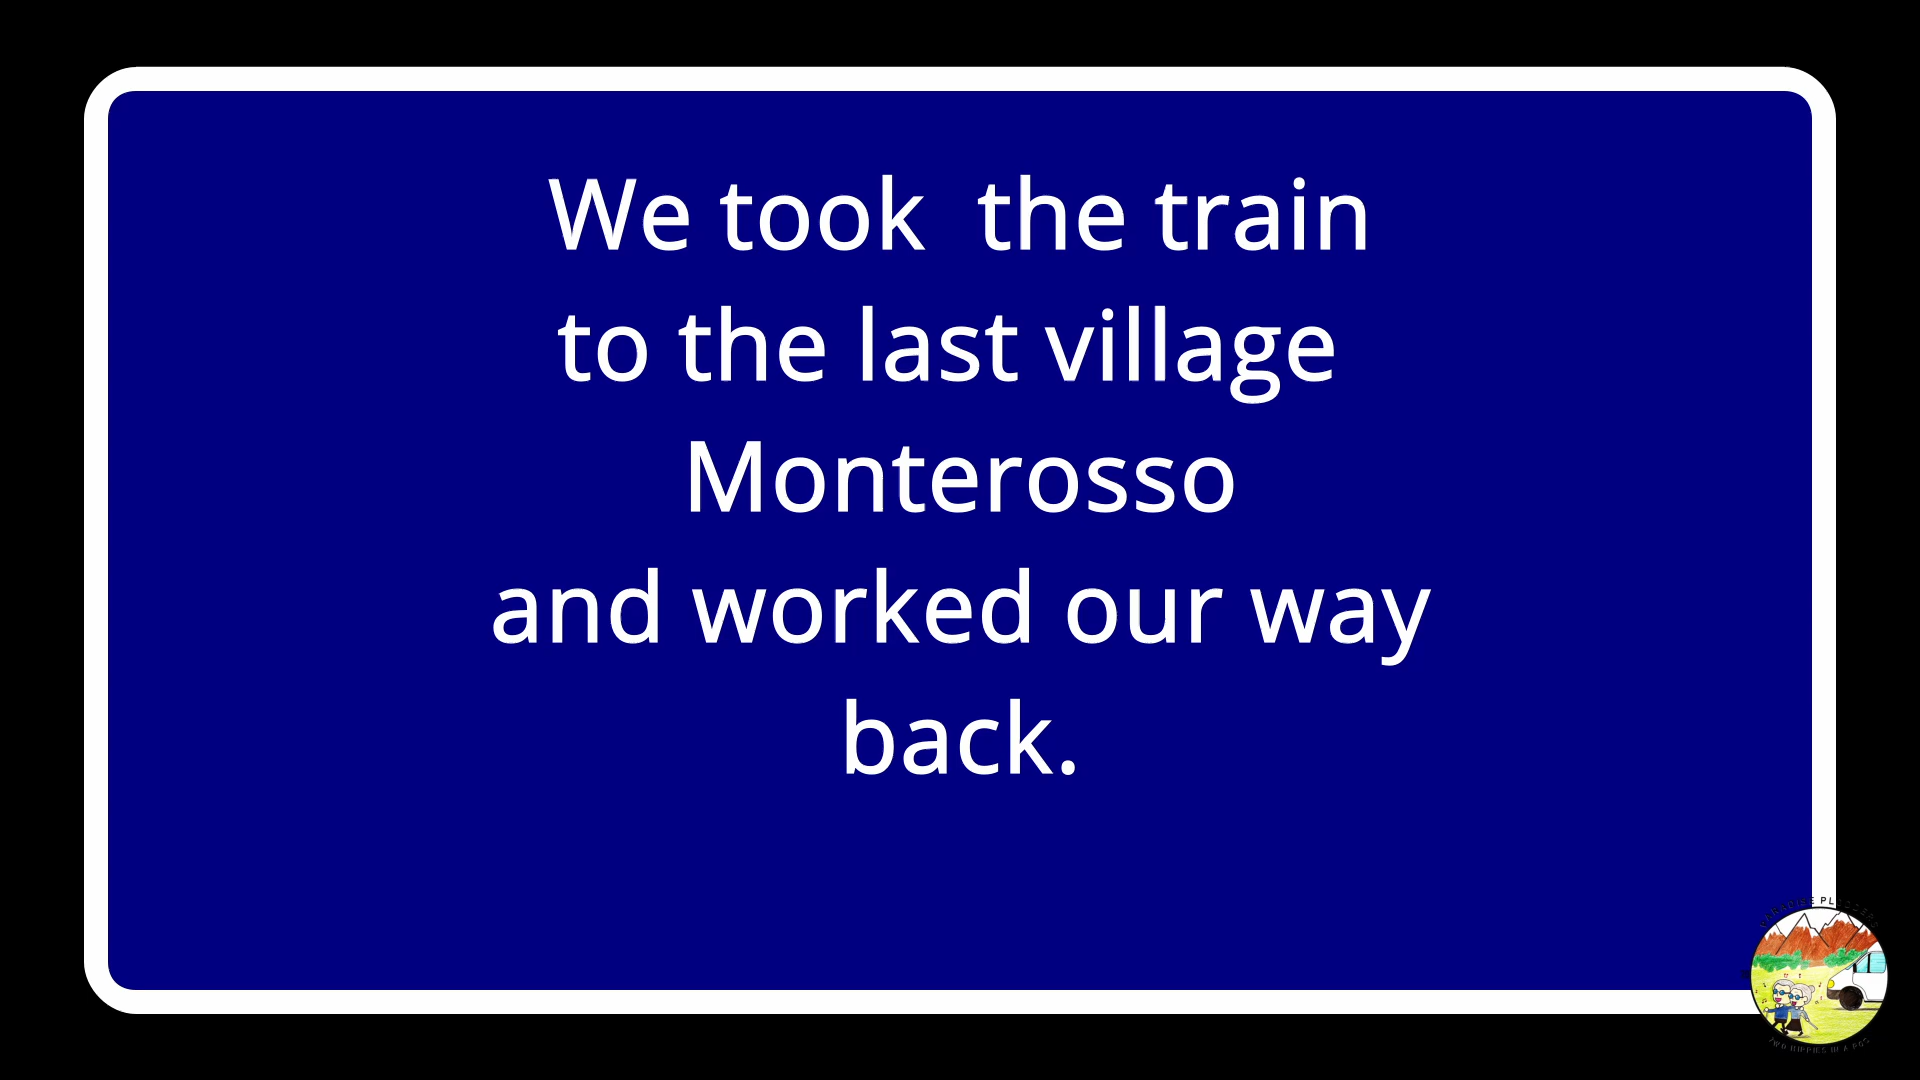 We took  the train
to the last village
Monterosso
and worked our way
back.